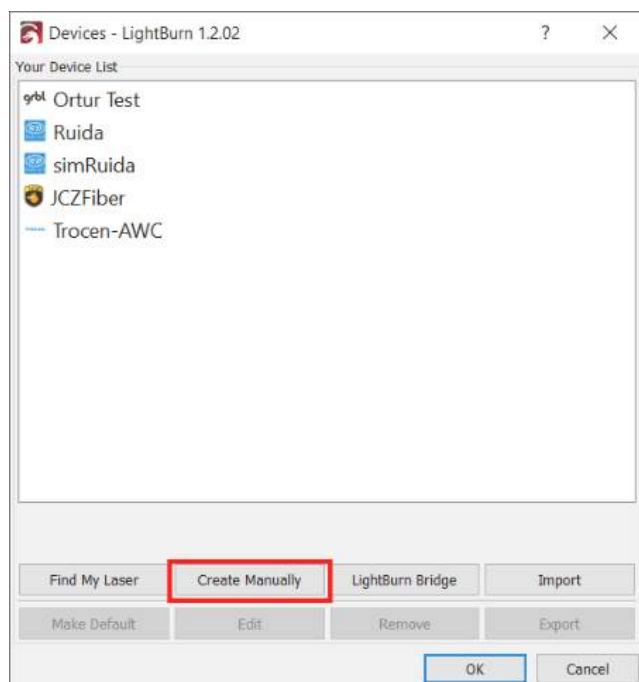 Devices - LightBurn 1.2.02 ?
Your Device List
grbl Ortur Test
Ruida
simRuida
JCZFiber
Trocen-AWC
Find My Laser Create Manually LightBurn Bridge Import
Make Default Edit Remove Export
OK Cancel